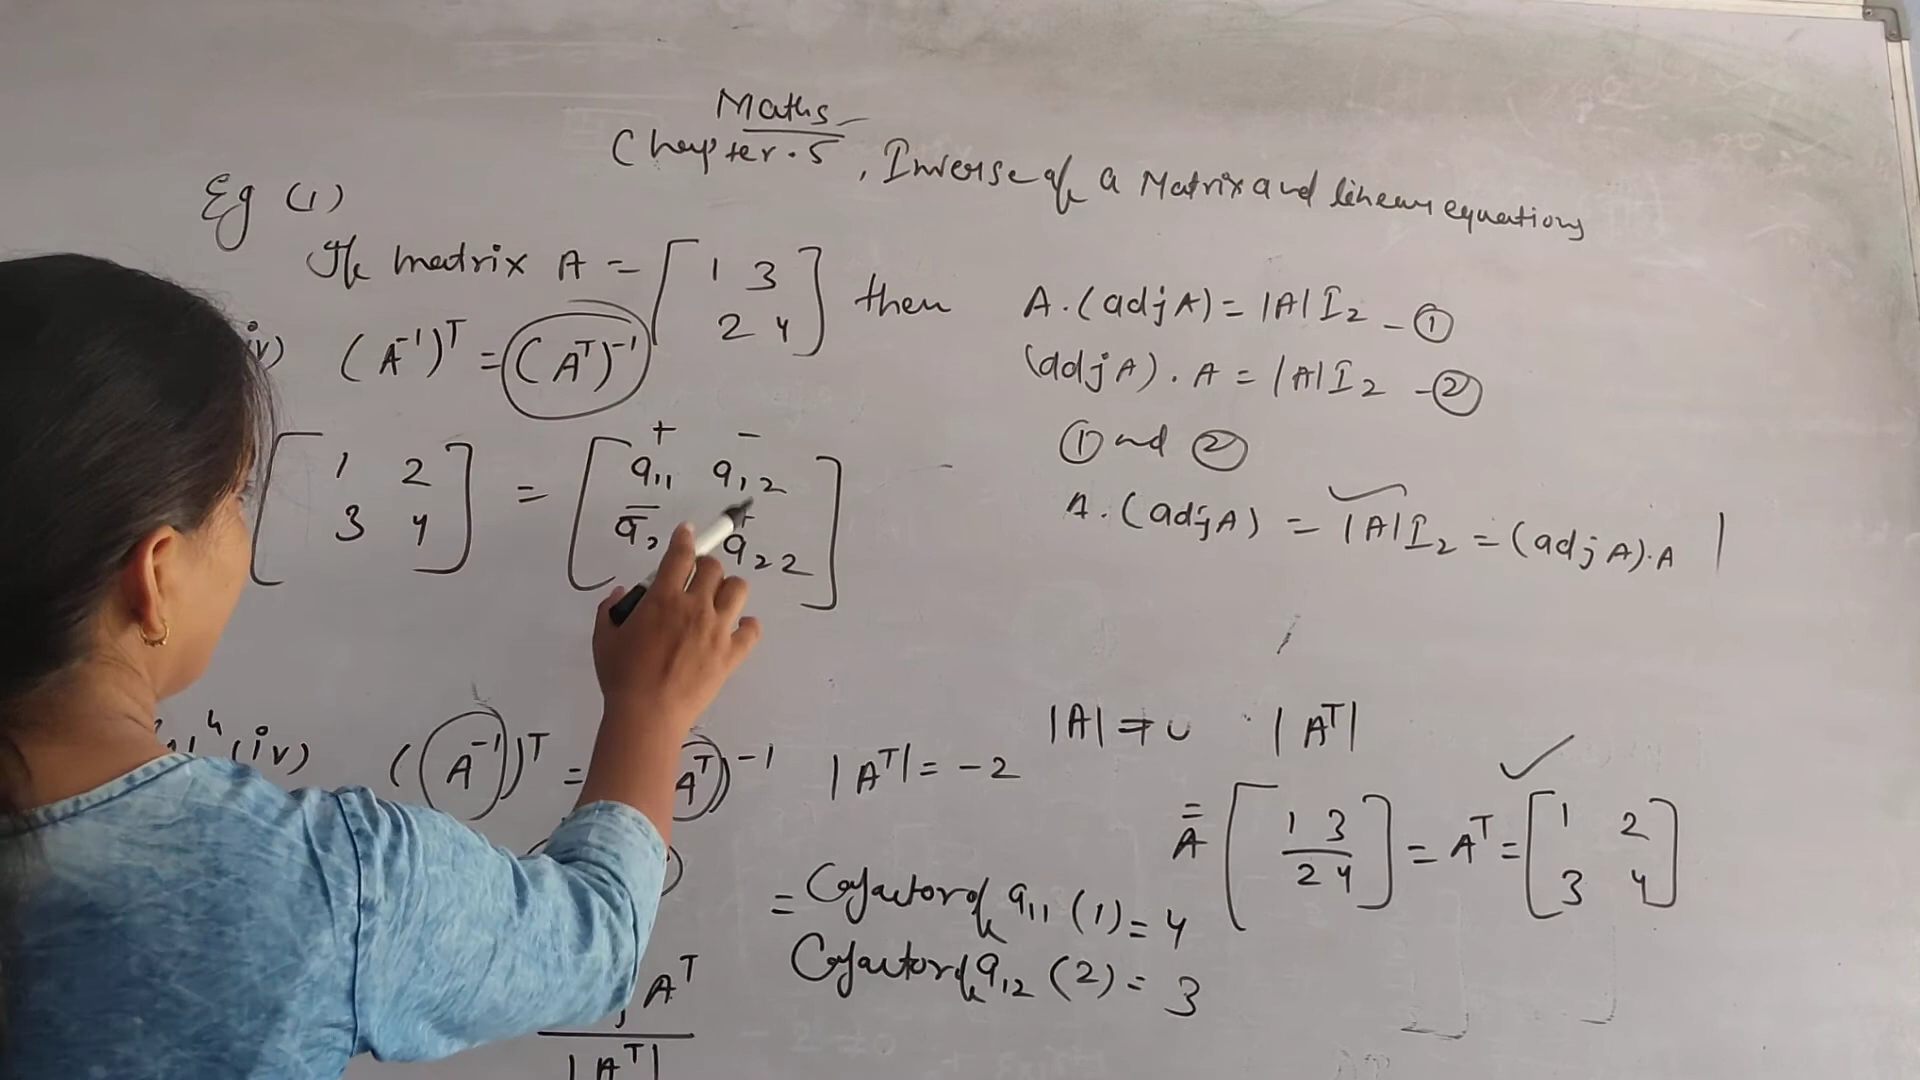 Maths
Chapter.5, Inverse of a Matrix and linear equations
Eg (1)
If matrix A = [ 1 3
2 4 ] then
iv) (A⁻¹)ᵀ = (Aᵀ)⁻¹
[ 1 2
3 4 ] = [ + a₁₁ - a₁₂
- a₂ + a₂₂ ]
A.(adj A) = |A| I₂ - ①
(adj A). A = |A| I₂ - ②
① and ②
A.(adj A) = |A| I₂ = (adj A).A
(iv) (A⁻¹)ᵀ = (Aᵀ)⁻¹ |Aᵀ| = -2
|A| ≠ 0 |Aᵀ|
= A [ 1 3
2 4 ] = Aᵀ = [ 1 2
3 4 ]
= Cofactor of a₁₁ (1) = 4
Cofactor of a₁₂ (2) = 3
Aᵀ
|Aᵀ|